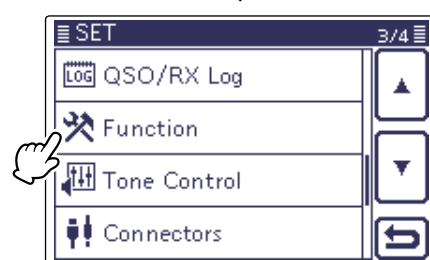 SET 3/4
LOG QSO/RX Log
Function
Tone Control
Connectors